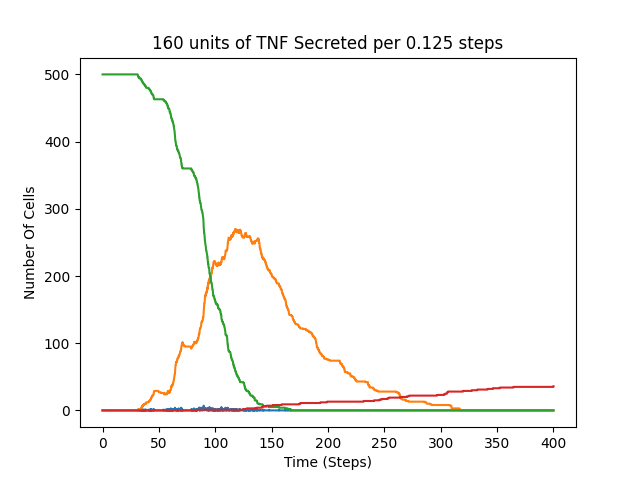 160 units of TNF Secreted per 0.125 steps
500
400
300
200
100
0
Number Of Cells
0 50 100 150 200 250 300 350 400
Time (Steps)